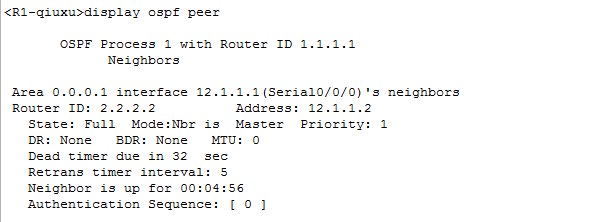 <R1-qiuxu>display ospf peer
OSPF Process 1 with Router ID 1.1.1.1
Neighbors
Area 0.0.0.1 interface 12.1.1.1(Serial0/0/0)'s neighbors
Router ID: 2.2.2.2 Address: 12.1.1.2
State: Full Mode:Nbr is Master Priority: 1
DR: None BDR: None MTU: 0
Dead timer due in 32 sec
Retrans timer interval: 5
Neighbor is up for 00:04:56
Authentication Sequence: [ 0 ]